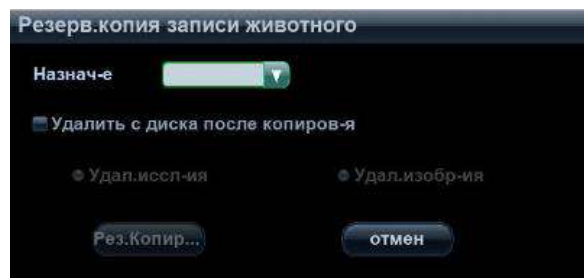 Резерв.копия записи животного
Назнач-е
Удалить с диска после копиров-я
Удал.иссл-ия Удал.изобр-ия
Рез.Копир... отмен